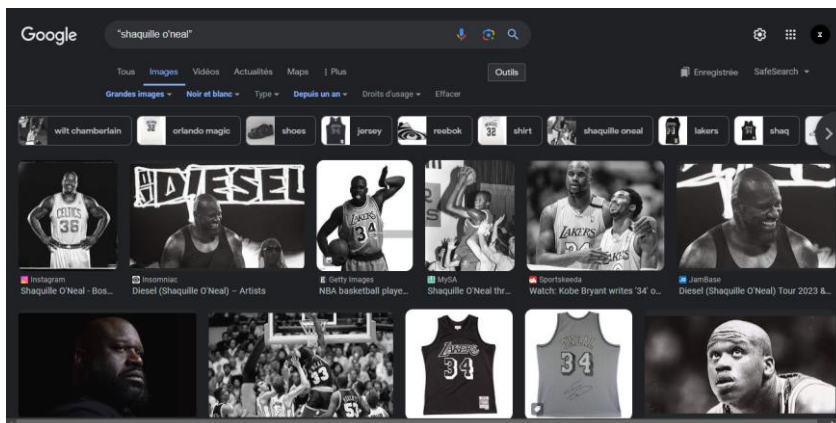 Google
"shaquille o'neal"
Tous Images Vidéos Actualités Maps | Plus Outils Enregistrée SafeSearch
Grandes images Noir et blanc Type Depuis un an Droits d'usage Effacer
wilt chamberlain orlando magic shoes jersey reebok shirt shaquille oneal lakers shaq
CELTICS
36
DIESEL
LAKERS
34
LAKERS
Instagram
Shaquille O'Neal - Bos...
Insomniac
Diesel (Shaquille O'Neal) – Artists
Getty Images
NBA basketball playe...
MySA
Shaquille O'Neal thr...
Sportskeeda
Watch: Kobe Bryant writes '34' o...
JamBase
Diesel (Shaquille O'Neal) Tour 2023 &...
33
LAKERS
34
34